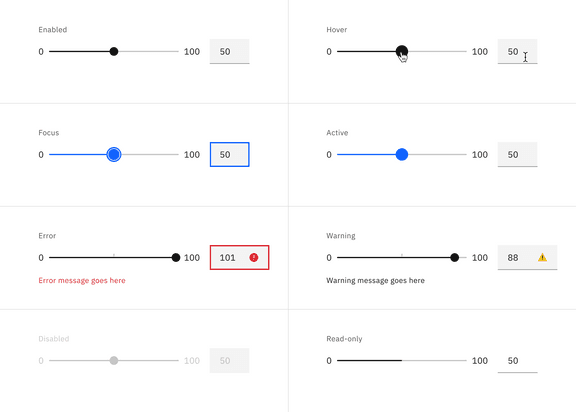 Enabled
0 100 50
Hover
0 100 50
Focus
0 100 50
Active
0 100 50
Error
0 100 101
Error message goes here
Warning
0 100 88
Warning message goes here
Disabled
0 100 50
Read-only
0 100 50